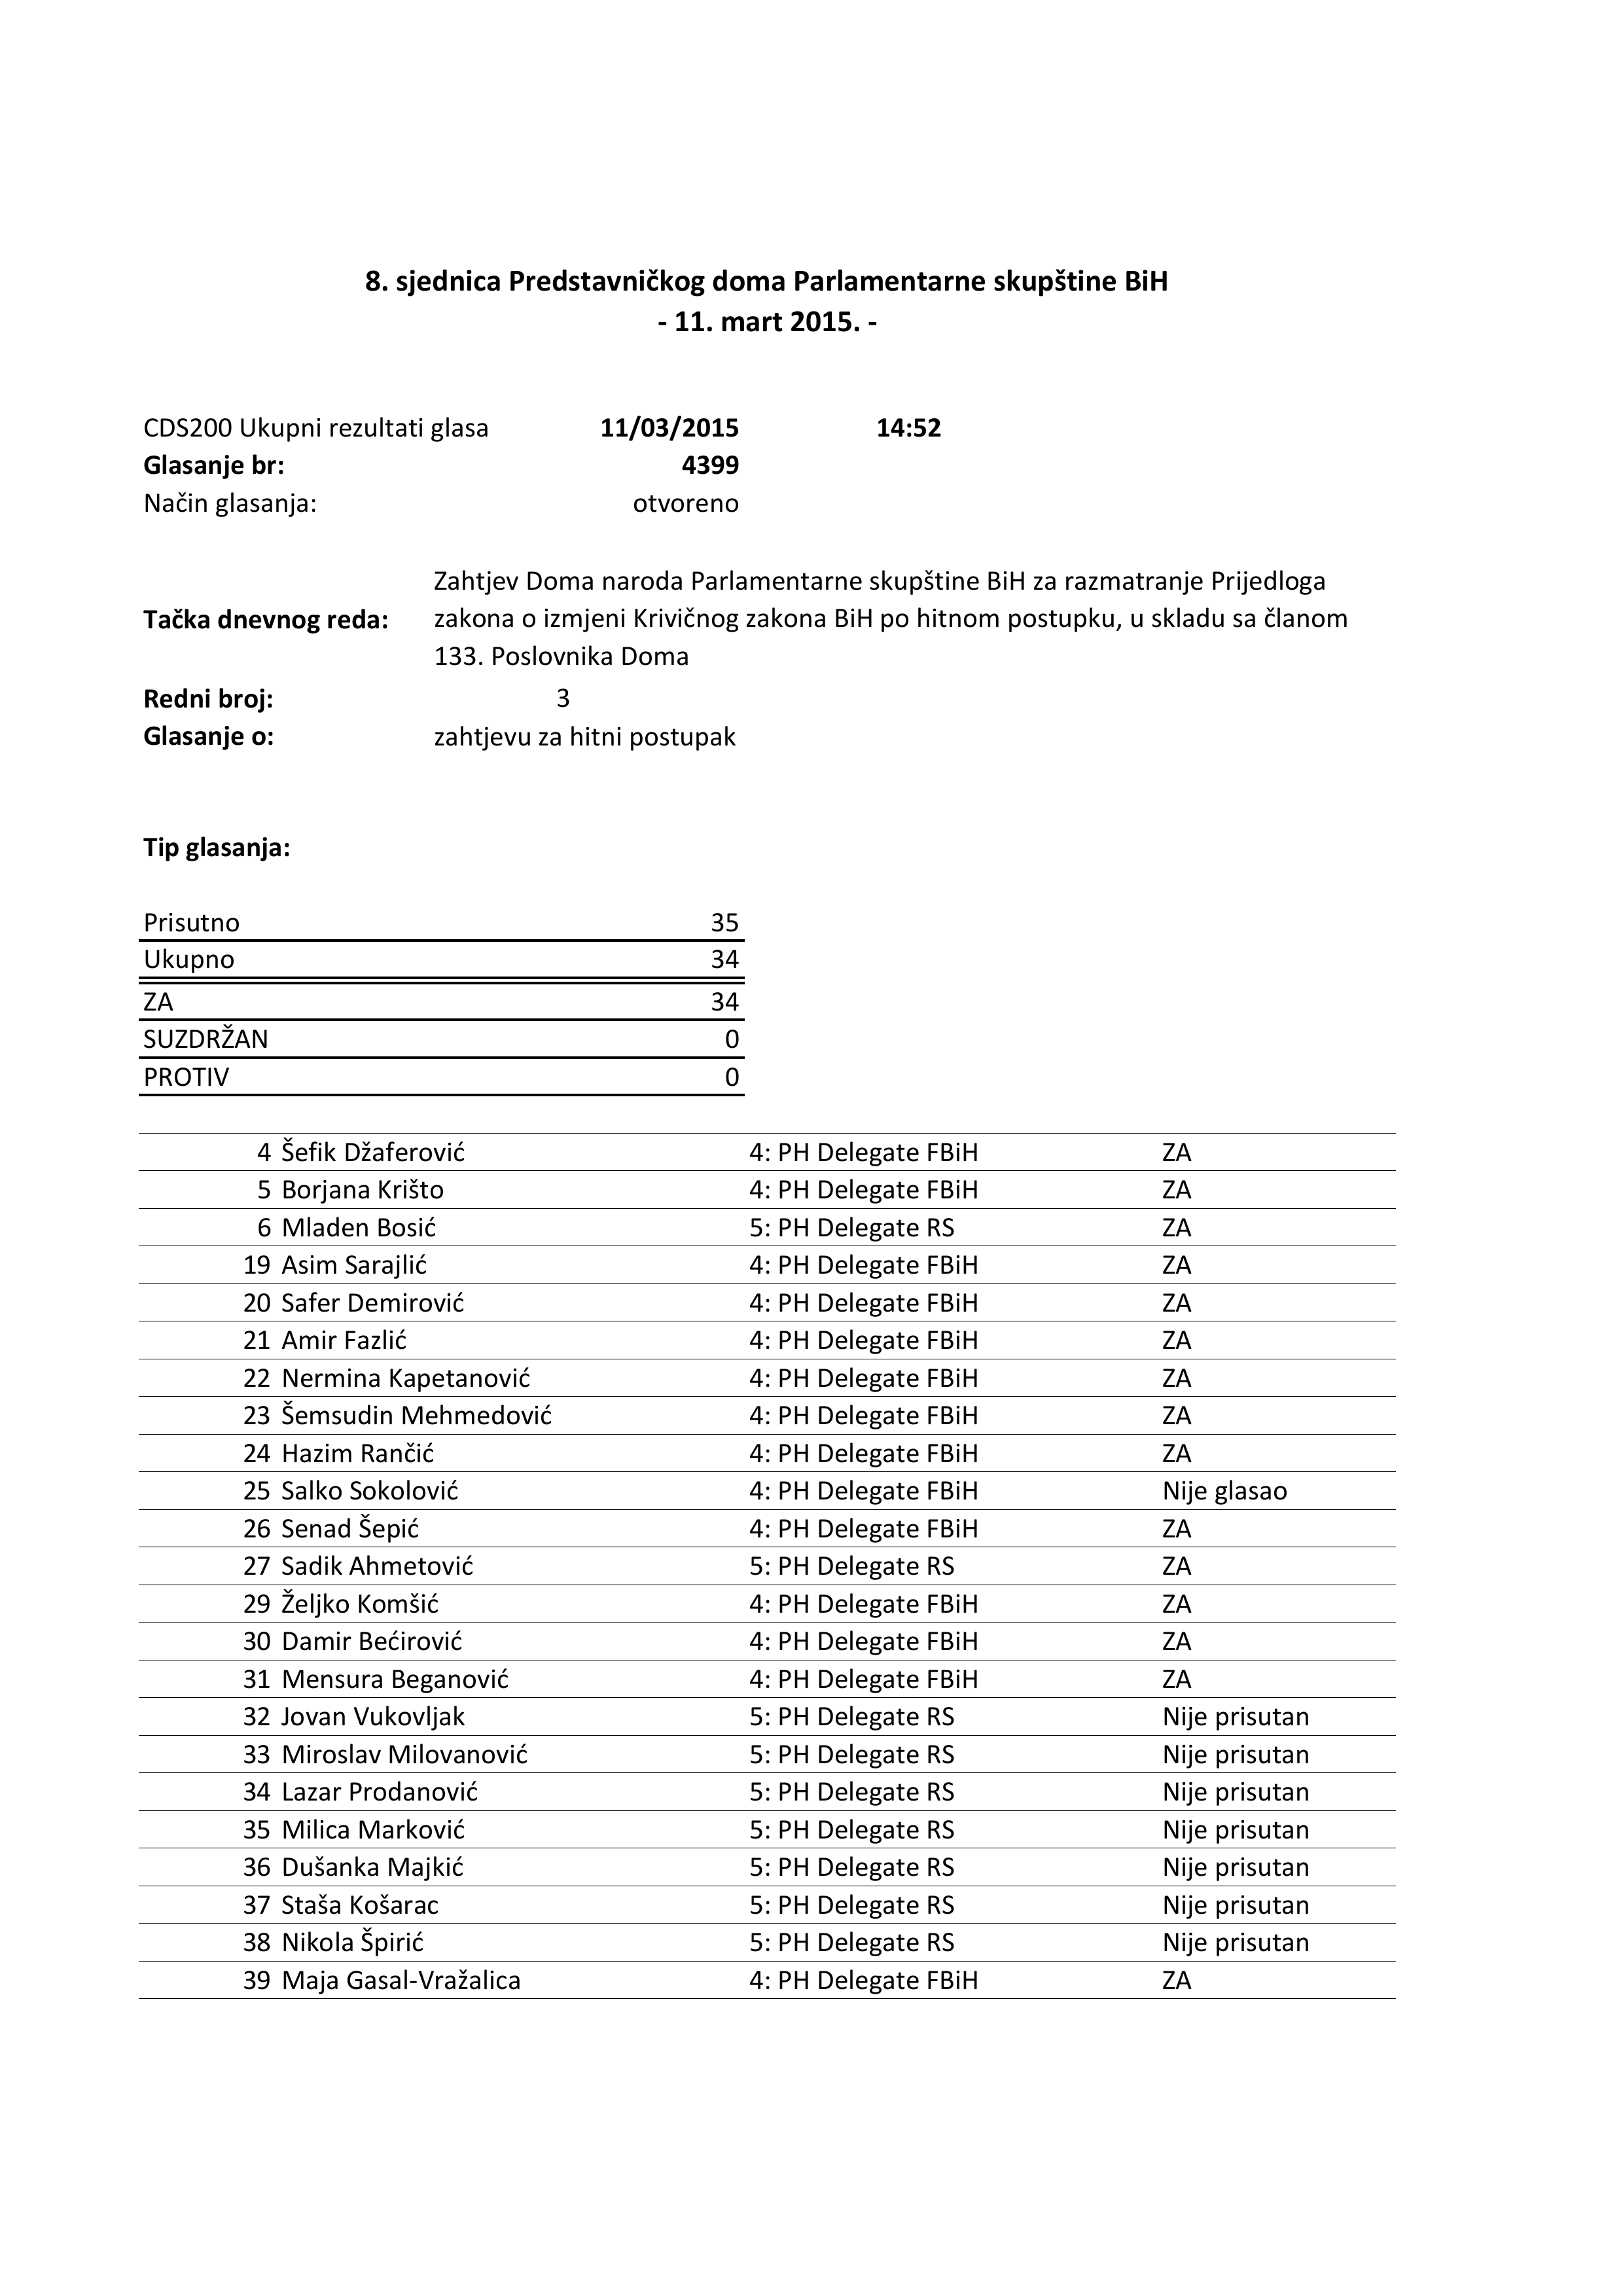 8. sjednica Predstavničkog doma Parlamentarne skupštine BiH
- 11. mart 2015. -
CDS200 Ukupni rezultati glasa 11/03/2015 14:52
Glasanje br: 4399
Način glasanja: otvoreno
Tačka dnevnog reda: Zahtjev Doma naroda Parlamentarne skupštine BiH za razmatranje Prijedloga
zakona o izmjeni Krivičnog zakona BiH po hitnom postupku, u skladu sa članom
133. Poslovnika Doma
Redni broj: 3
Glasanje o: zahtjevu za hitni postupak
Tip glasanja:
Prisutno 35
Ukupno 34
ZA 34
SUZDRŽAN 0
PROTIV 0
4 Šefik Džaferović 4: PH Delegate FBiH ZA
5 Borjana Krišto 4: PH Delegate FBiH ZA
6 Mladen Bosić 5: PH Delegate RS ZA
19 Asim Sarajlić 4: PH Delegate FBiH ZA
20 Safer Demirović 4: PH Delegate FBiH ZA
21 Amir Fazlić 4: PH Delegate FBiH ZA
22 Nermina Kapetanović 4: PH Delegate FBiH ZA
23 Šemsudin Mehmedović 4: PH Delegate FBiH ZA
24 Hazim Rančić 4: PH Delegate FBiH ZA
25 Salko Sokolović 4: PH Delegate FBiH Nije glasao
26 Senad Šepić 4: PH Delegate FBiH ZA
27 Sadik Ahmetović 5: PH Delegate RS ZA
29 Željko Komšić 4: PH Delegate FBiH ZA
30 Damir Bećirović 4: PH Delegate FBiH ZA
31 Mensura Beganović 4: PH Delegate FBiH ZA
32 Jovan Vukovljak 5: PH Delegate RS Nije prisutan
33 Miroslav Milovanović 5: PH Delegate RS Nije prisutan
34 Lazar Prodanović 5: PH Delegate RS Nije prisutan
35 Milica Marković 5: PH Delegate RS Nije prisutan
36 Dušanka Majkić 5: PH Delegate RS Nije prisutan
37 Staša Košarac 5: PH Delegate RS Nije prisutan
38 Nikola Špirić 5: PH Delegate RS Nije prisutan
39 Maja Gasal-Vražalica 4: PH Delegate FBiH ZA